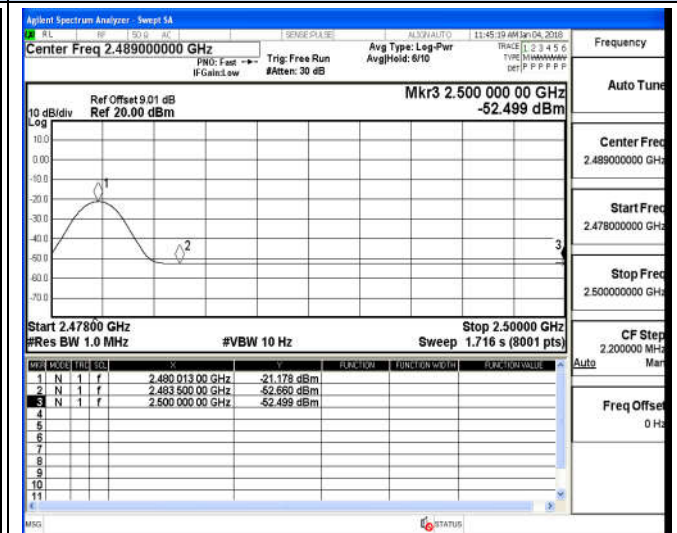 Agilent Spectrum Analyzer - Swept SA
RL RF 50 Ω AC SENSE:PULSE ALIGNAUTO 11:45:19 AM Jan 04, 2018
Center Freq 2.489000000 GHz
PNO: Fast
IFGain:Low
Trig: Free Run
#Atten: 30 dB
Avg Type: Log-Pwr
Avg|Hold: 6/10
TRACE 1 2 3 4 5 6
TYPE MWWWWW
DET P P P P P P
Ref Offset 9.01 dB
10 dB/div Ref 20.00 dBm
Mkr3 2.500 000 00 GHz
-52.499 dBm
Log
10.0
0.00
-10.0
-20.0
-30.0
-40.0
-50.0
-60.0
-70.0
1
2
3
Start 2.47800 GHz Stop 2.50000 GHz
#Res BW 1.0 MHz #VBW 10 Hz Sweep 1.716 s (8001 pts)
MKR MODE TRC SCL X Y FUNCTION FUNCTION WIDTH FUNCTION VALUE
1 N 1 f 2.480 013 00 GHz -21.178 dBm
2 N 1 f 2.483 500 00 GHz -52.660 dBm
3 N 1 f 2.500 000 00 GHz -52.499 dBm
4
5
6
7
8
9
10
11
MSG STATUS
Frequency
Auto Tune
Center Freq
2.489000000 GHz
Start Freq
2.478000000 GHz
Stop Freq
2.500000000 GHz
CF Step
2.200000 MHz
Auto Man
Freq Offset
0 Hz